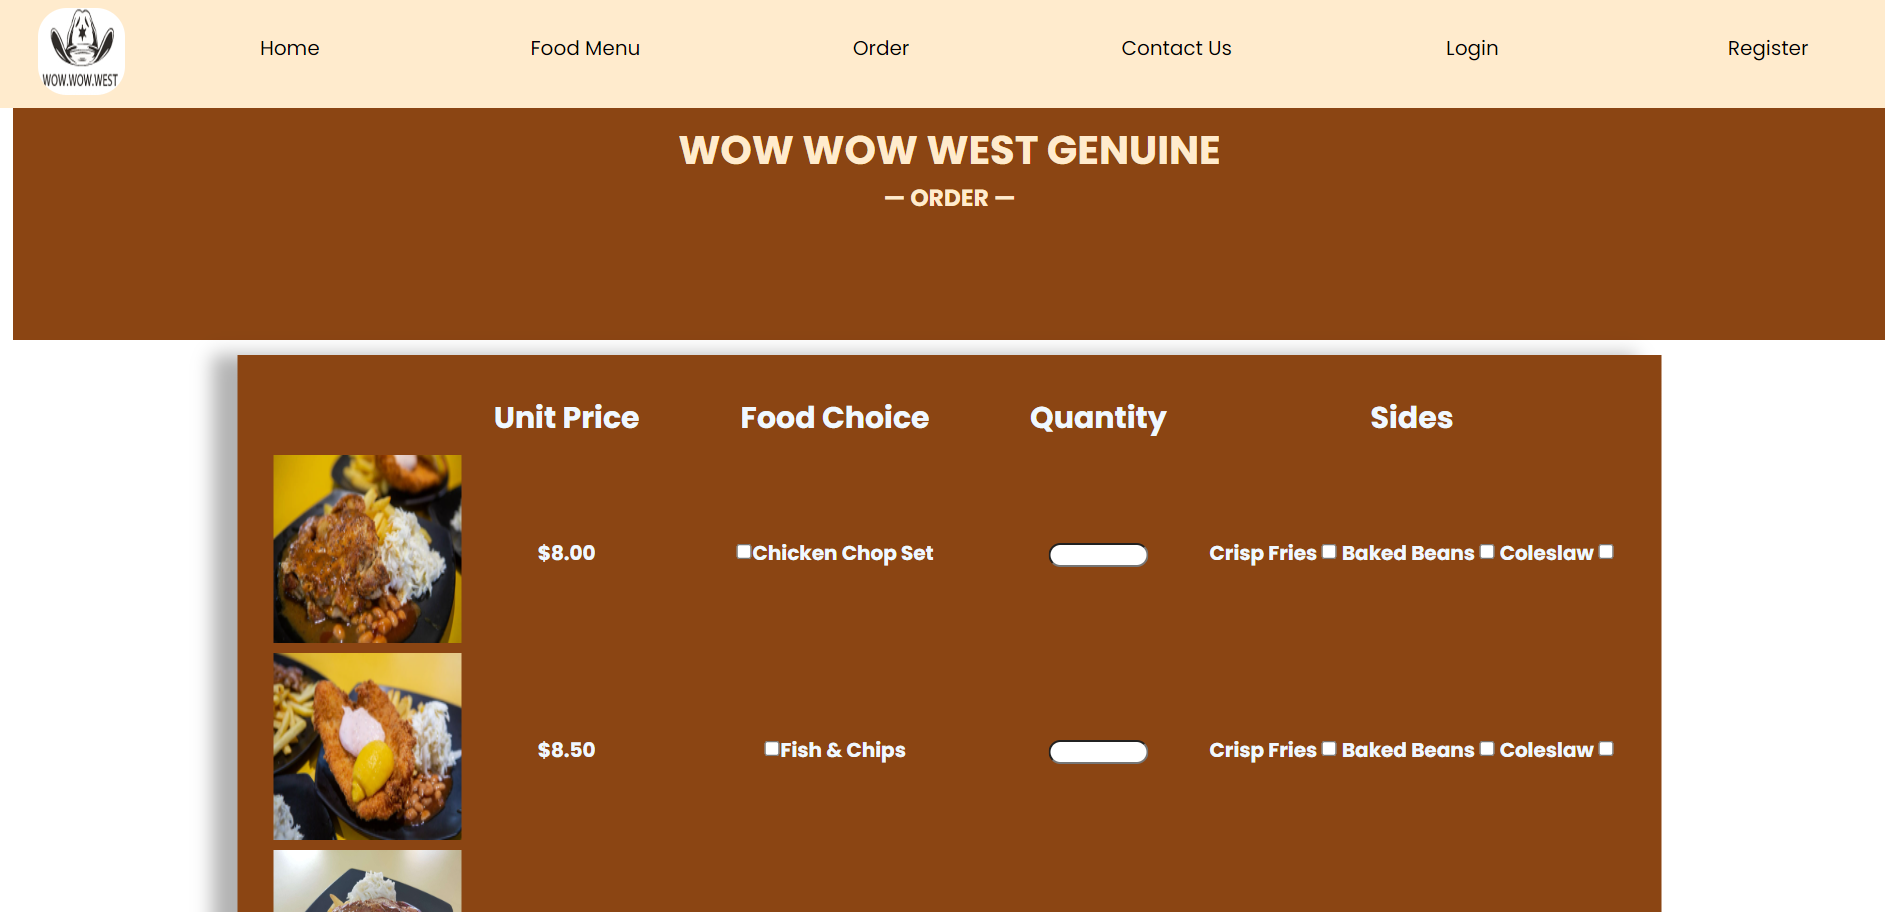 WOW.WOW.WEST
Home Food Menu Order Contact Us Login Register
WOW WOW WEST GENUINE
— ORDER —
Unit Price Food Choice Quantity Sides
$8.00 Chicken Chop Set Crisp Fries Baked Beans Coleslaw
$8.50 Fish & Chips Crisp Fries Baked Beans Coleslaw